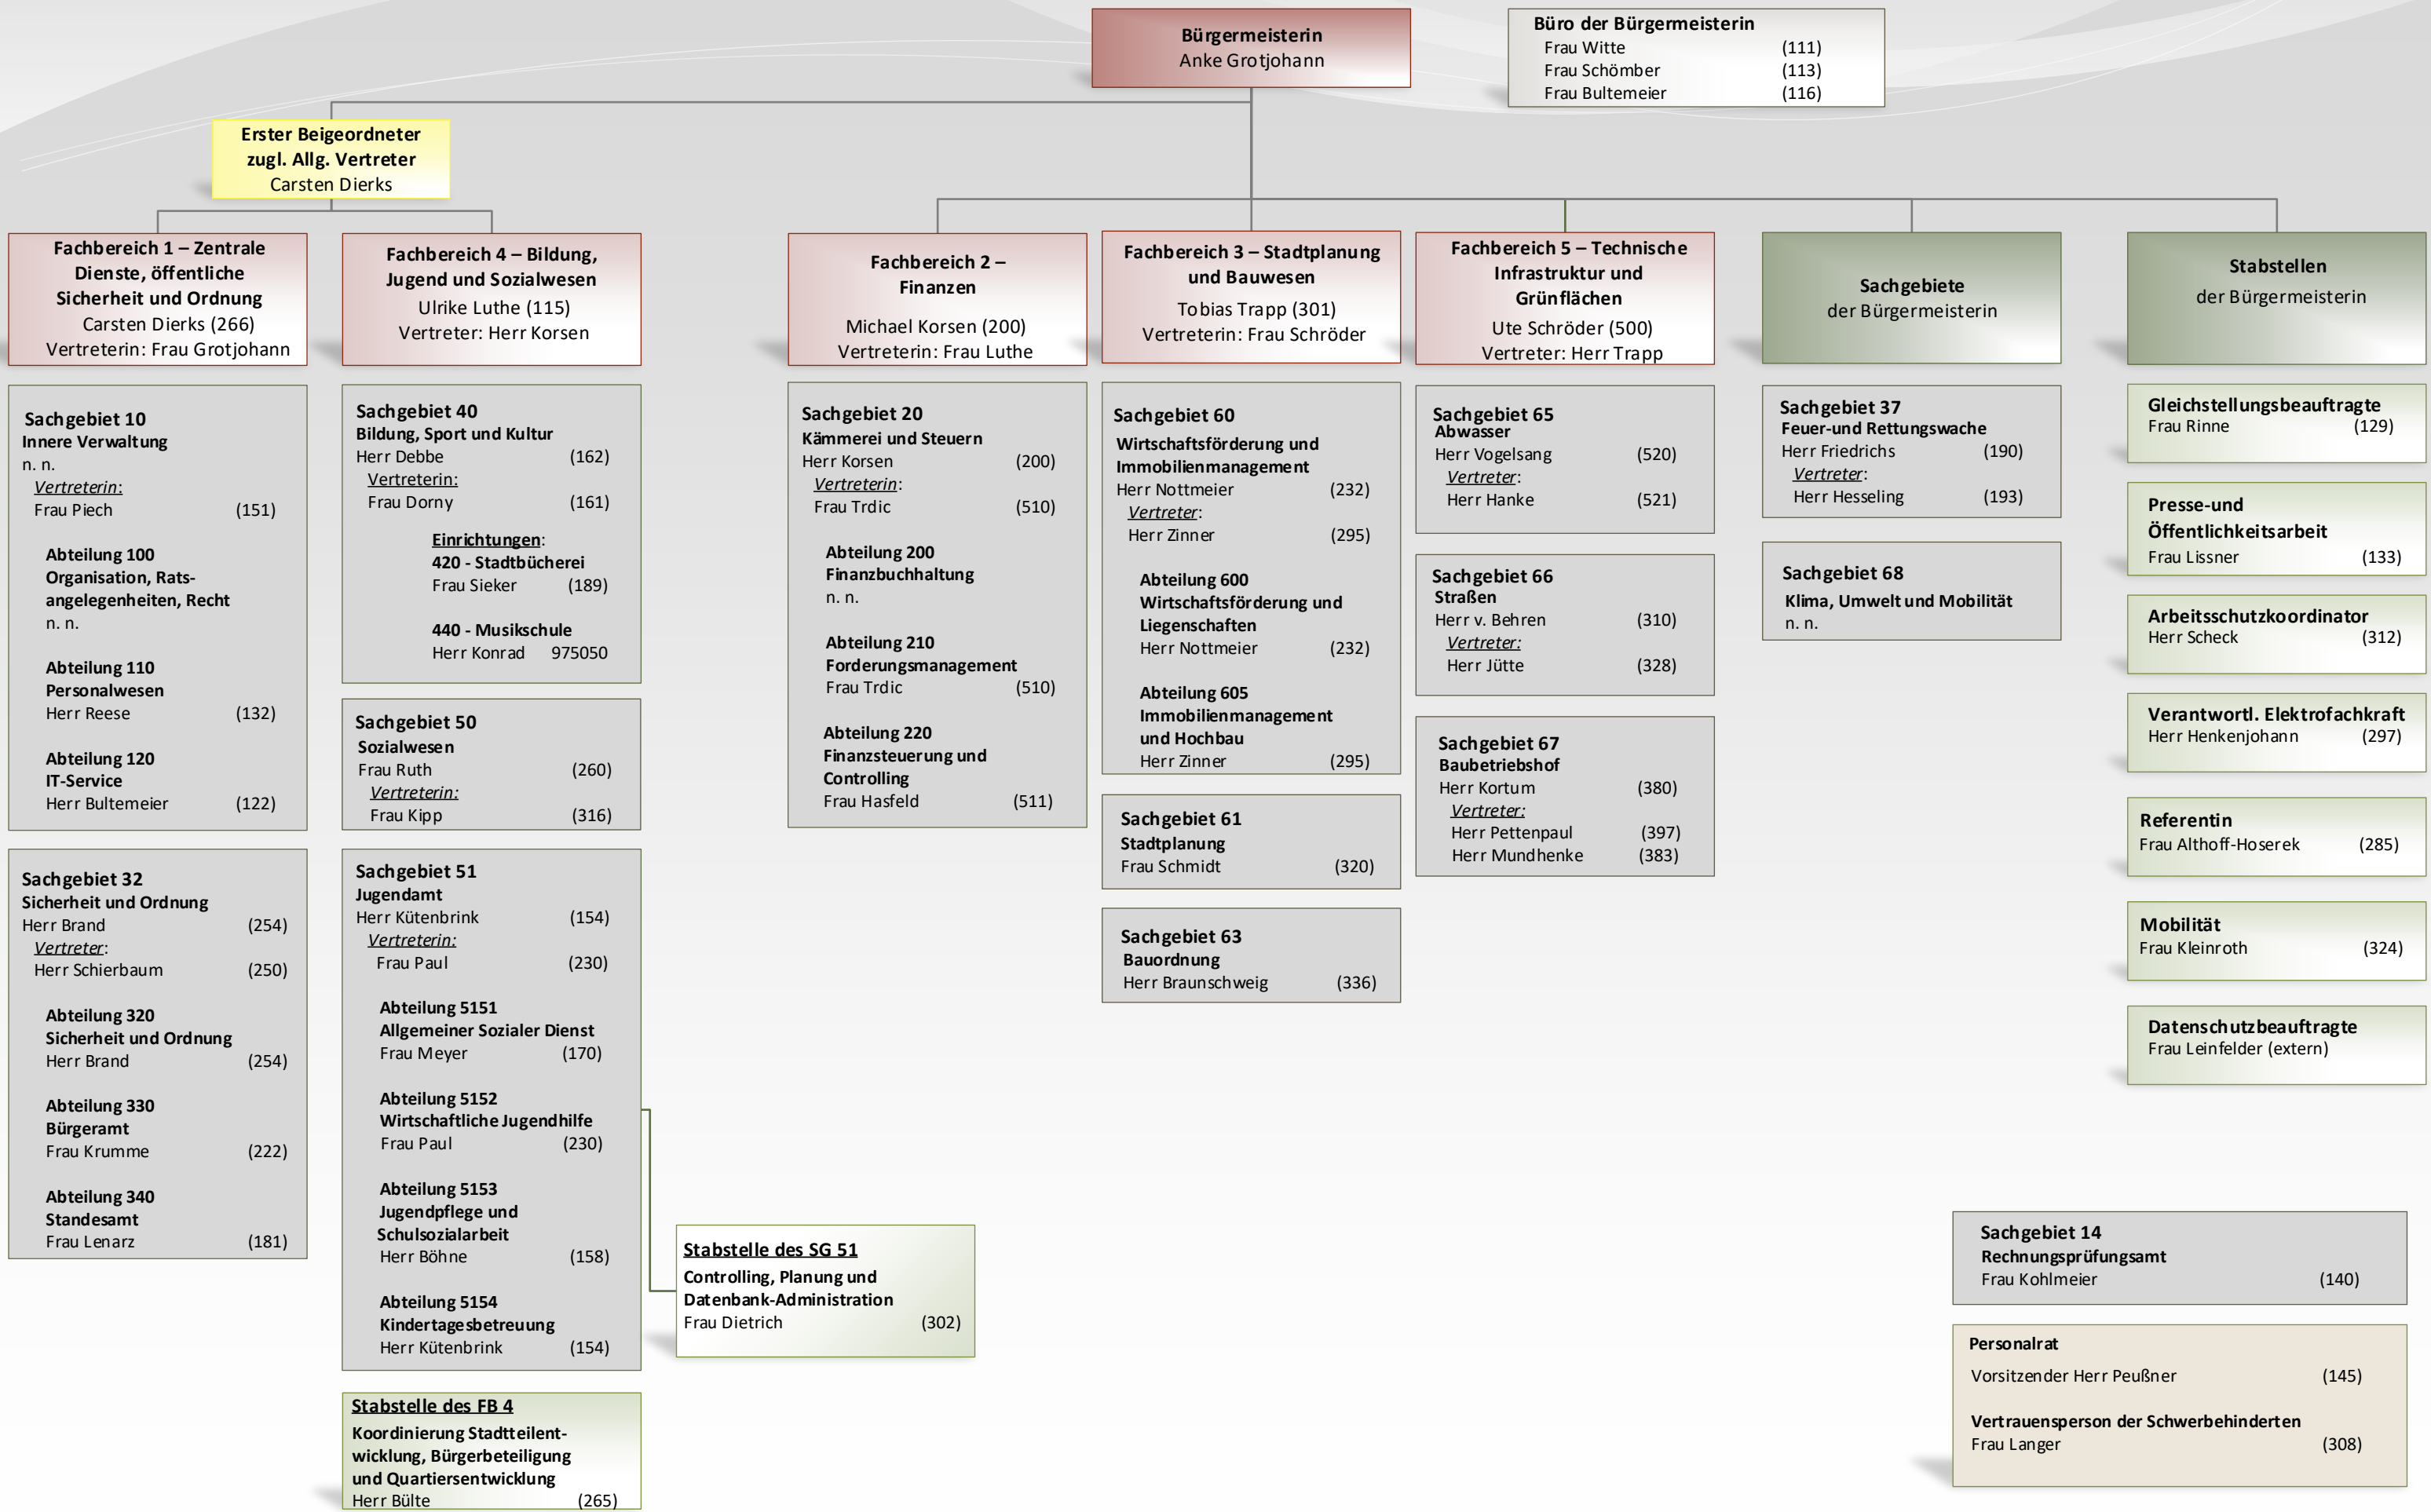 Bürgermeisterin
Anke Grotjohann
Büro der Bürgermeisterin
Frau Witte (111)
Frau Schömber (113)
Frau Bultemeier (116)
Erster Beigeordneter
zugl. Allg. Vertreter
Carsten Dierks
Fachbereich 1 – Zentrale
Dienste, öffentliche
Sicherheit und Ordnung
Carsten Dierks (266)
Vertreterin: Frau Grotjohann
Sachgebiet 10
Innere Verwaltung
n. n.
Vertreterin:
Frau Piech (151)
Abteilung 100
Organisation, Rats-
angelegenheiten, Recht
n. n.
Abteilung 110
Personalwesen
Herr Reese (132)
Abteilung 120
IT-Service
Herr Bultemeier (122)
Sachgebiet 32
Sicherheit und Ordnung
Herr Brand (254)
Vertreter:
Herr Schierbaum (250)
Abteilung 320
Sicherheit und Ordnung
Herr Brand (254)
Abteilung 330
Bürgeramt
Frau Krumme (222)
Abteilung 340
Standesamt
Frau Lenarz (181)
Fachbereich 4 – Bildung,
Jugend und Sozialwesen
Ulrike Luthe (115)
Vertreter: Herr Korsen
Sachgebiet 40
Bildung, Sport und Kultur
Herr Debbe (162)
Vertreterin:
Frau Dorny (161)
Einrichtungen:
420 - Stadtbücherei
Frau Sieker (189)
440 - Musikschule
Herr Konrad 975050
Sachgebiet 50
Sozialwesen
Frau Ruth (260)
Vertreterin:
Frau Kipp (316)
Sachgebiet 51
Jugendamt
Herr Kütenbrink (154)
Vertreterin:
Frau Paul (230)
Abteilung 5151
Allgemeiner Sozialer Dienst
Frau Meyer (170)
Abteilung 5152
Wirtschaftliche Jugendhilfe
Frau Paul (230)
Abteilung 5153
Jugendpflege und
Schulsozialarbeit
Herr Böhne (158)
Abteilung 5154
Kindertagesbetreuung
Herr Kütenbrink (154)
Stabstelle des SG 51
Controlling, Planung und
Datenbank-Administration
Frau Dietrich (302)
Stabstelle des FB 4
Koordinierung Stadtteilent-
wicklung, Bürgerbeteiligung
und Quartiersentwicklung
Herr Bülte (265)
Fachbereich 2 –
Finanzen
Michael Korsen (200)
Vertreterin: Frau Luthe
Sachgebiet 20
Kämmerei und Steuern
Herr Korsen (200)
Vertreterin:
Frau Trdic (510)
Abteilung 200
Finanzbuchhaltung
n. n.
Abteilung 210
Forderungsmanagement
Frau Trdic (510)
Abteilung 220
Finanzsteuerung und
Controlling
Frau Hasfeld (511)
Fachbereich 3 – Stadtplanung
und Bauwesen
Tobias Trapp (301)
Vertreterin: Frau Schröder
Sachgebiet 60
Wirtschaftsförderung und
Immobilienmanagement
Herr Nottmeier (232)
Vertreter:
Herr Zinner (295)
Abteilung 600
Wirtschaftsförderung und
Liegenschaften
Herr Nottmeier (232)
Abteilung 605
Immobilienmanagement
und Hochbau
Herr Zinner (295)
Sachgebiet 61
Stadtplanung
Frau Schmidt (320)
Sachgebiet 63
Bauordnung
Herr Braunschweig (336)
Fachbereich 5 – Technische
Infrastruktur und
Grünflächen
Ute Schröder (500)
Vertreter: Herr Trapp
Sachgebiet 65
Abwasser
Herr Vogelsang (520)
Vertreter:
Herr Hanke (521)
Sachgebiet 66
Straßen
Herr v. Behren (310)
Vertreter:
Herr Jütte (328)
Sachgebiet 67
Baubetriebshof
Herr Kortum (380)
Vertreter:
Herr Pettenpaul (397)
Herr Mundhenke (383)
Sachgebiete
der Bürgermeisterin
Sachgebiet 37
Feuer-und Rettungswache
Herr Friedrichs (190)
Vertreter:
Herr Hesseling (193)
Sachgebiet 68
Klima, Umwelt und Mobilität
n. n.
Stabstellen
der Bürgermeisterin
Gleichstellungsbeauftragte
Frau Rinne (129)
Presse-und
Öffentlichkeitsarbeit
Frau Lissner (133)
Arbeitsschutzkoordinator
Herr Scheck (312)
Verantwortl. Elektrofachkraft
Herr Henkenjohann (297)
Referentin
Frau Althoff-Hoserek (285)
Mobilität
Frau Kleinroth (324)
Datenschutzbeauftragte
Frau Leinfelder (extern)
Sachgebiet 14
Rechnungsprüfungsamt
Frau Kohlmeier (140)
Personalrat
Vorsitzender Herr Peußner (145)
Vertrauensperson der Schwerbehinderten
Frau Langer (308)